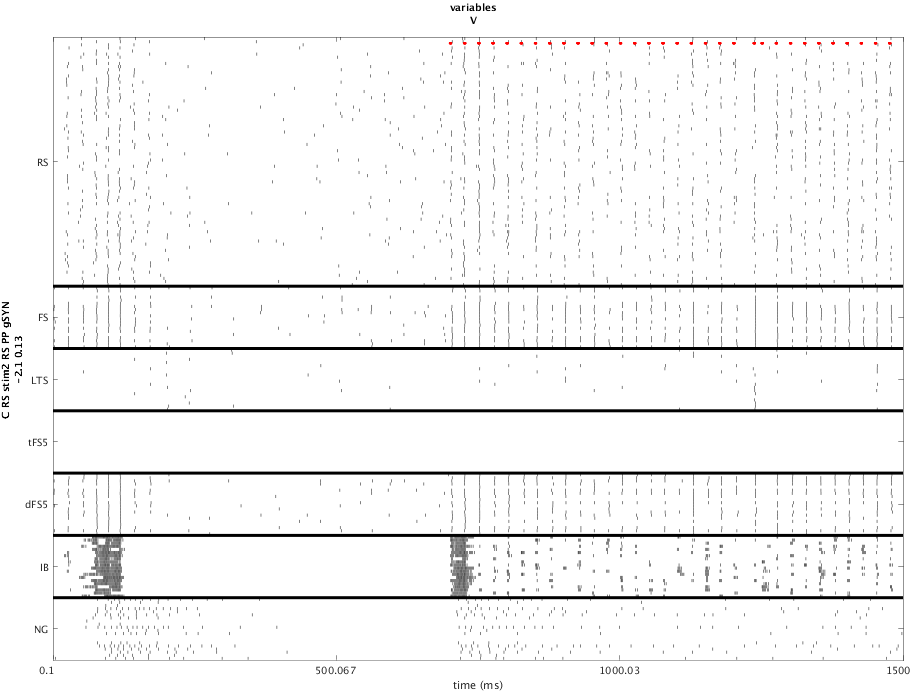 variables
V
C RS stim2 RS PP gSYN
-2.1 0.13
RS
FS
LTS
tFS5
dFS5
IB
NG
0.1
500.067
1000.03
1500
time (ms)